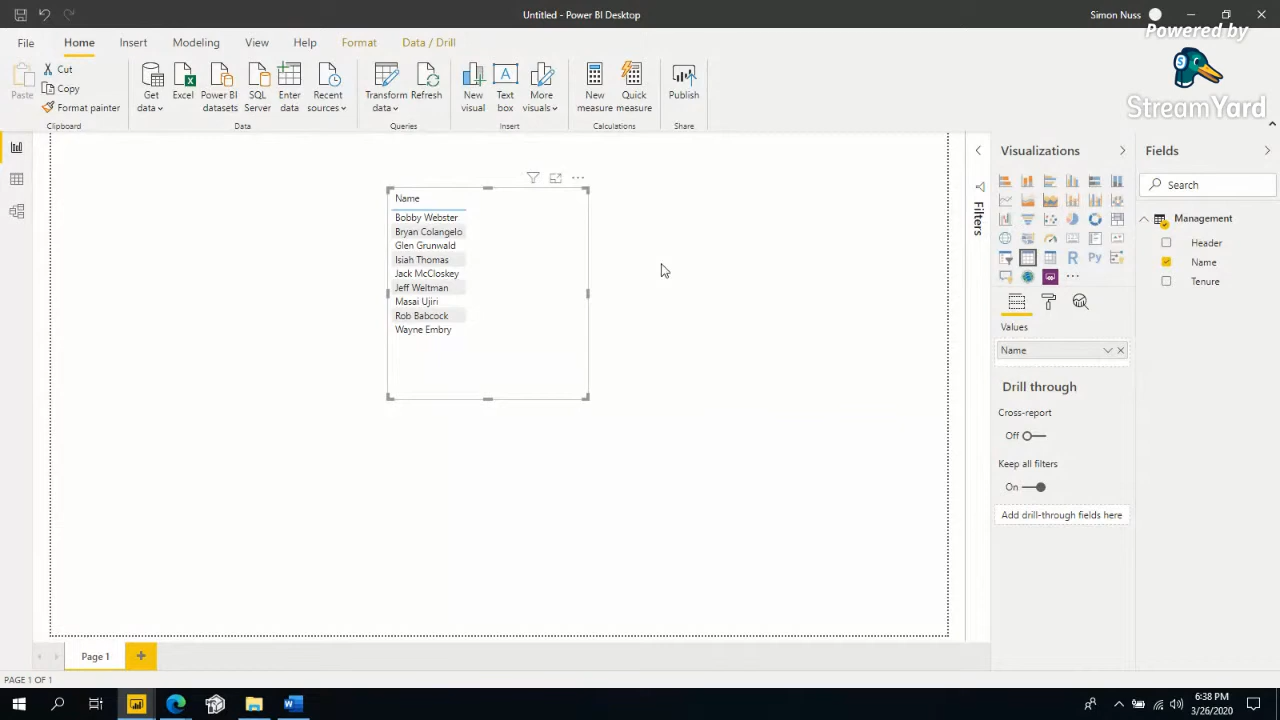 Untitled - Power BI Desktop
Simon Nuss
Powered by
StreamYard
File
Home
Insert
Modeling
View
Help
Format
Data / Drill
Paste
Cut
Copy
Format painter
Clipboard
Get data
Excel
Power BI datasets
SQL Server
Enter data
Recent sources
Data
Transform data
Refresh
Queries
New visual
Text box
More visuals
Insert
New measure
Quick measure
Calculations
Publish
Share
Name
Bobby Webster
Bryan Colangelo
Glen Grunwald
Isiah Thomas
Jack McCloskey
Jeff Weltman
Masai Ujiri
Rob Babcock
Wayne Embry
Filters
Visualizations
R
Py
Values
Name
Drill through
Cross-report
Off
Keep all filters
On
Add drill-through fields here
Fields
Search
Management
Header
Name
Tenure
Page 1
PAGE 1 OF 1
6:38 PM
3/26/2020